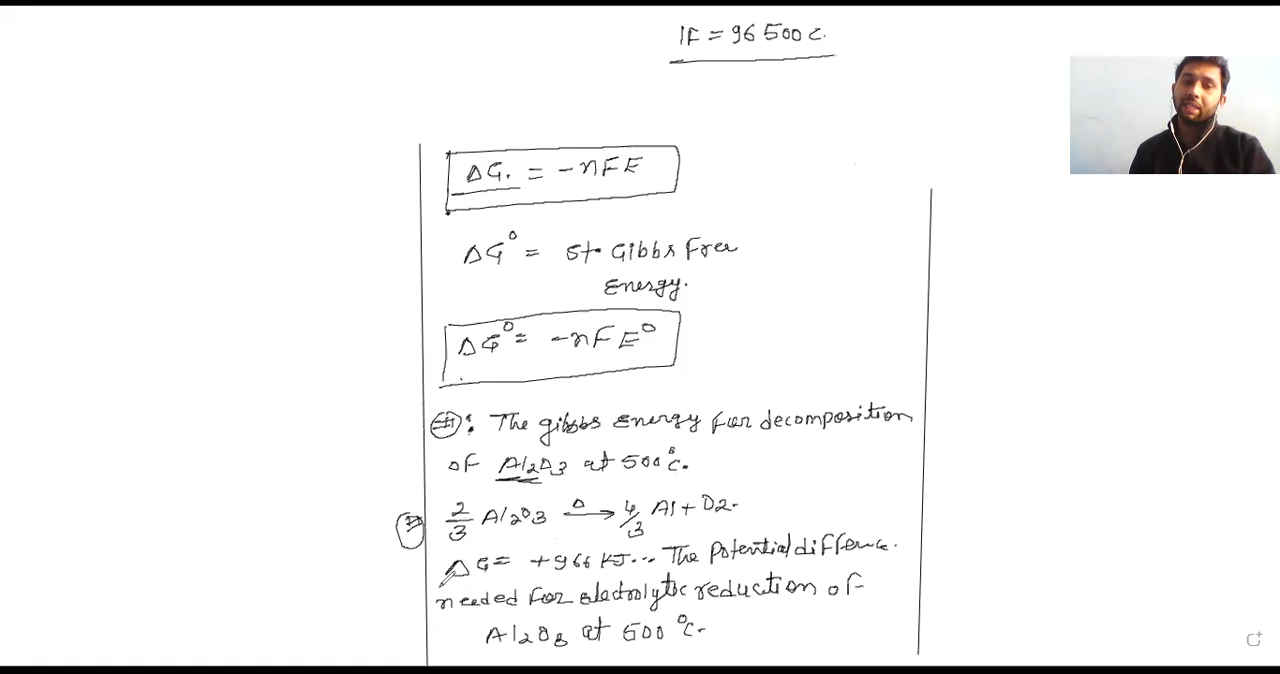 1F = 96500 C.
ΔG. = -nFE
ΔG° = St. Gibbs Free
Energy.
ΔG° = -nFE°
: The gibbs energy for decomposition
of Al2O3 at 500°C.
2/3 Al2O3 Δ→ 4/3 Al + O2.
ΔG = +966 KJ... The Potential difference.
needed for electrolytic reduction of
Al2O3 at 500°C.